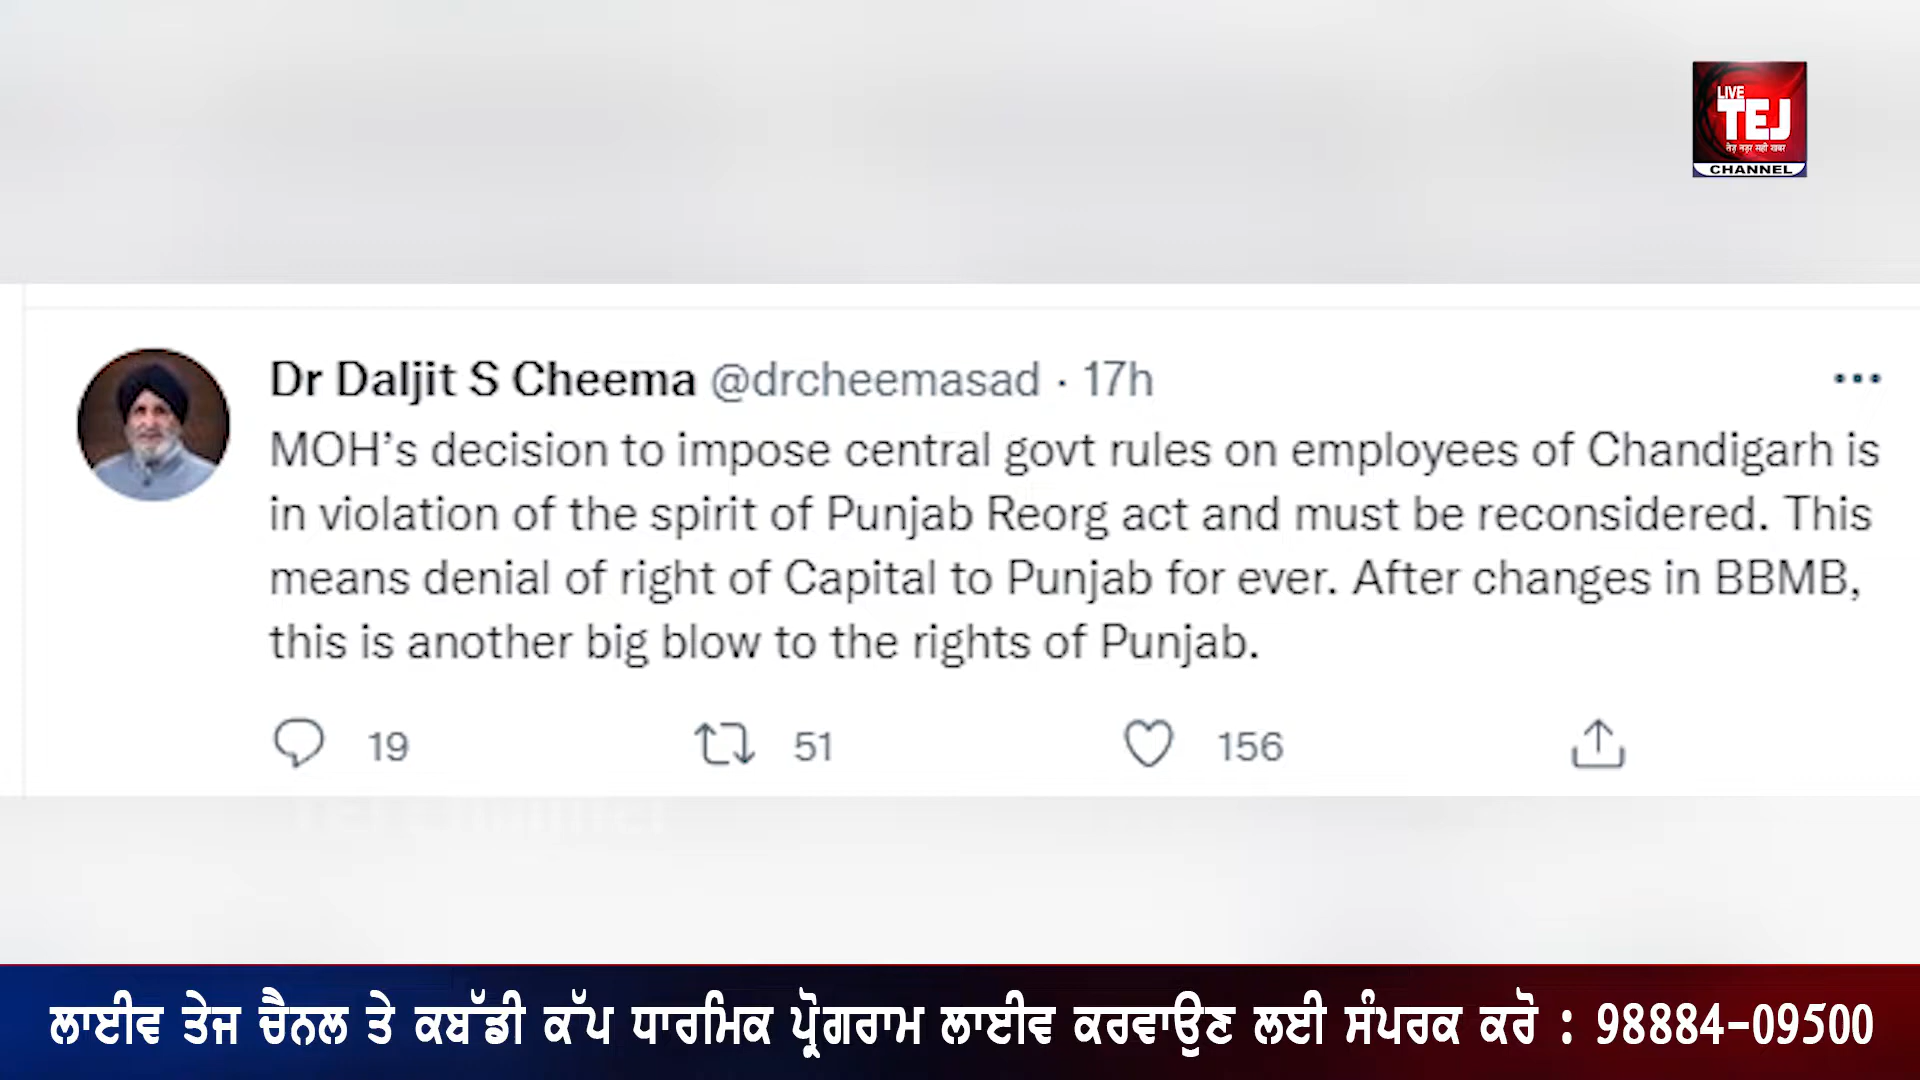 LIVE
TEJ
CHANNEL
Dr Daljit S Cheema @drcheemasad · 17h
MOH's decision to impose central govt rules on employees of Chandigarh is
in violation of the spirit of Punjab Reorg act and must be reconsidered. This
means denial of right of Capital to Punjab for ever. After changes in BBMB,
this is another big blow to the rights of Punjab.
19 51 156
ਲਾਈਵ ਤੇਜ ਚੈਨਲ ਤੇ ਕਬੱਡੀ ਕੱਪ ਧਾਰਮਿਕ ਪ੍ਰੋਗਰਾਮ ਲਾਈਵ ਕਰਵਾਉਣ ਲਈ ਸੰਪਰਕ ਕਰੋ : 98884-09500